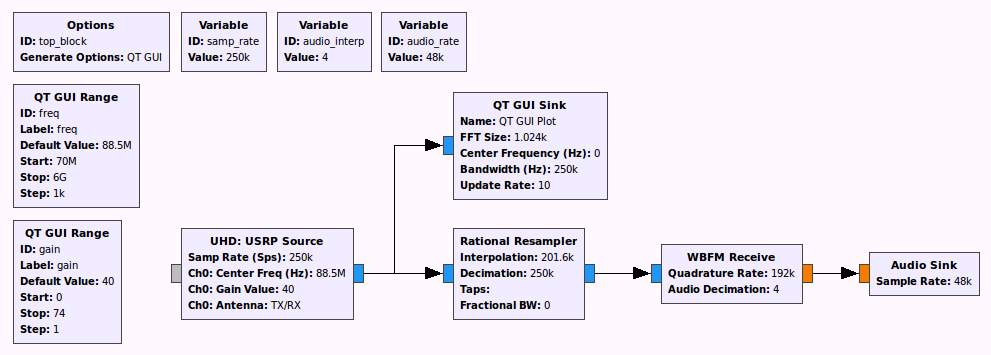 Options
ID: top_block
Generate Options: QT GUI
Variable
ID: samp_rate
Value: 250k
Variable
ID: audio_interp
Value: 4
Variable
ID: audio_rate
Value: 48k
QT GUI Range
ID: freq
Label: freq
Default Value: 88.5M
Start: 70M
Stop: 6G
Step: 1k
QT GUI Sink
Name: QT GUI Plot
FFT Size: 1.024k
Center Frequency (Hz): 0
Bandwidth (Hz): 250k
Update Rate: 10
QT GUI Range
ID: gain
Label: gain
Default Value: 40
Start: 0
Stop: 74
Step: 1
UHD: USRP Source
Samp Rate (Sps): 250k
Ch0: Center Freq (Hz): 88.5M
Ch0: Gain Value: 40
Ch0: Antenna: TX/RX
Rational Resampler
Interpolation: 201.6k
Decimation: 250k
Taps:
Fractional BW: 0
WBFM Receive
Quadrature Rate: 192k
Audio Decimation: 4
Audio Sink
Sample Rate: 48k